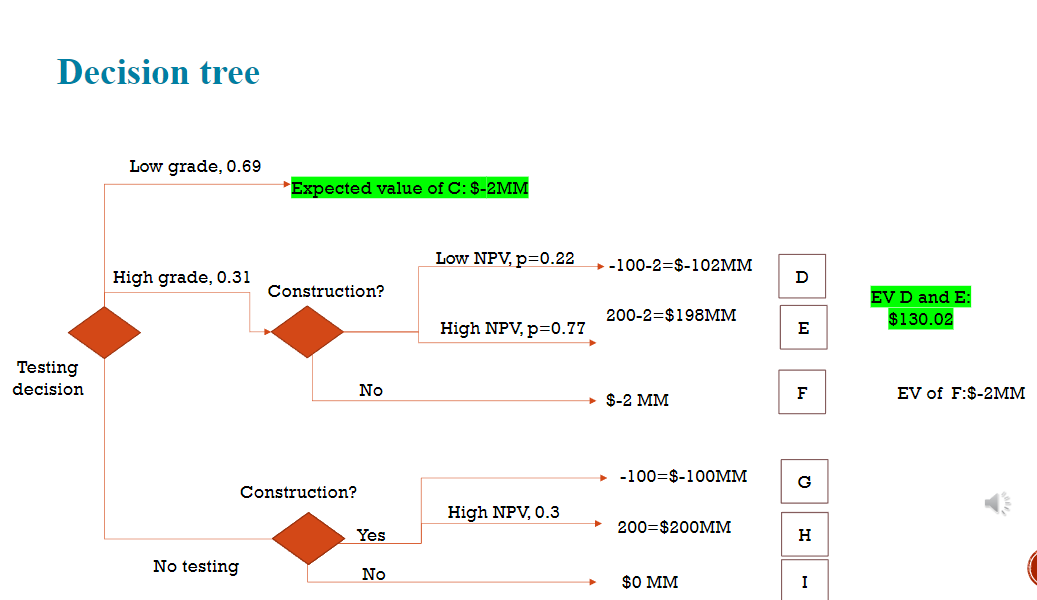 Decision tree
Low grade, 0.69
Expected value of C: $-2MM
High grade, 0.31
Construction?
Low NPV, p=0.22
-100-2=$-102MM
D
EV D and E:
$130.02
High NPV, p=0.77
200-2=$198MM
E
Testing
decision
No
$-2 MM
F
EV of F:$-2MM
Construction?
-100=$-100MM
G
High NPV, 0.3
200=$200MM
H
Yes
No testing
No
$0 MM
I